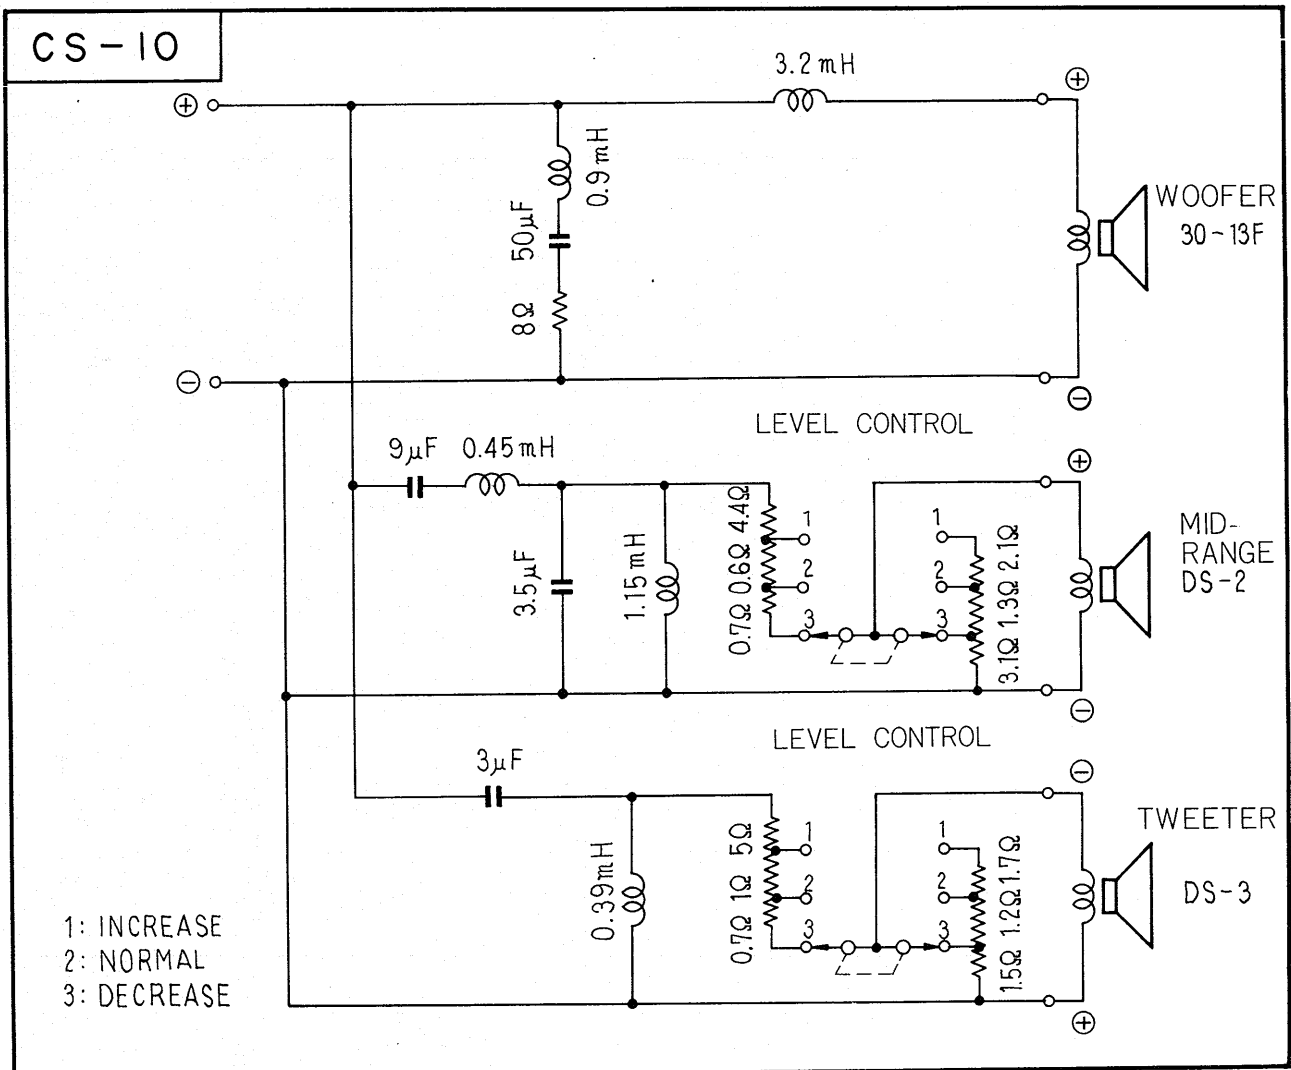 CS-10
3.2mH
⊕
⊕
0.9mH
50μF
8Ω
WOOFER
30-13F
⊖
⊖
LEVEL CONTROL
9μF 0.45mH
⊕
3.5μF
1.15mH
0.7Ω 0.6Ω 4.4Ω
1
2
3
1
2
3
3.1Ω 1.3Ω 2.1Ω
MID-
RANGE
DS-2
⊖
LEVEL CONTROL
3μF
⊖
0.39mH
0.7Ω 1Ω 5Ω
1
2
3
1
2
3
1.5Ω 1.2Ω 1.7Ω
TWEETER
DS-3
⊕
1: INCREASE
2: NORMAL
3: DECREASE